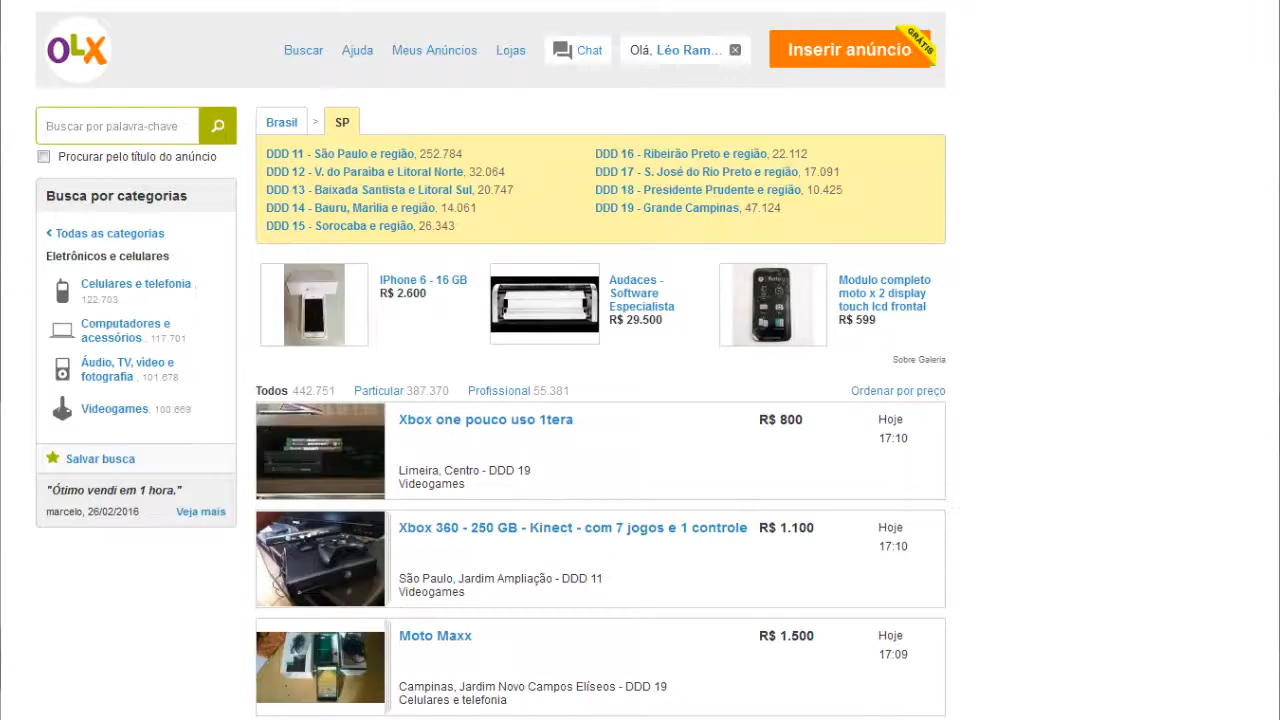 OLX
Buscar
Ajuda
Meus Anúncios
Lojas
Chat
Olá, Léo Ram...
Inserir anúncio
GRÁTIS
Buscar por palavra-chave
Procurar pelo título do anúncio
Busca por categorias
Todas as categorias
Eletrônicos e celulares
Celulares e telefonia ,
122.703
Computadores e
acessórios , 117.701
Áudio, TV, vídeo e
fotografia , 101.678
Videogames, 100.669
Salvar busca
"Ótimo vendi em 1 hora."
marcelo, 26/02/2016
Veja mais
Brasil > SP
DDD 11 - São Paulo e região, 252.784
DDD 12 - V. do Paraíba e Litoral Norte, 32.064
DDD 13 - Baixada Santista e Litoral Sul, 20.747
DDD 14 - Bauru, Marília e região, 14.061
DDD 15 - Sorocaba e região, 26.343
DDD 16 - Ribeirão Preto e região, 22.112
DDD 17 - S. José do Rio Preto e região, 17.091
DDD 18 - Presidente Prudente e região, 10.425
DDD 19 - Grande Campinas, 47.124
IPhone 6 - 16 GB
R$ 2.600
Audaces -
Software
Especialista
R$ 29.500
Modulo completo
moto x 2 display
touch lcd frontal
R$ 599
Sobre Galeria
Todos 442.751
Particular 387.370
Profissional 55.381
Ordenar por preço
Xbox one pouco uso 1tera
R$ 800
Hoje
17:10
Limeira, Centro - DDD 19
Videogames
Xbox 360 - 250 GB - Kinect - com 7 jogos e 1 controle
R$ 1.100
Hoje
17:10
São Paulo, Jardim Ampliação - DDD 11
Videogames
Moto Maxx
R$ 1.500
Hoje
17:09
Campinas, Jardim Novo Campos Elíseos - DDD 19
Celulares e telefonia